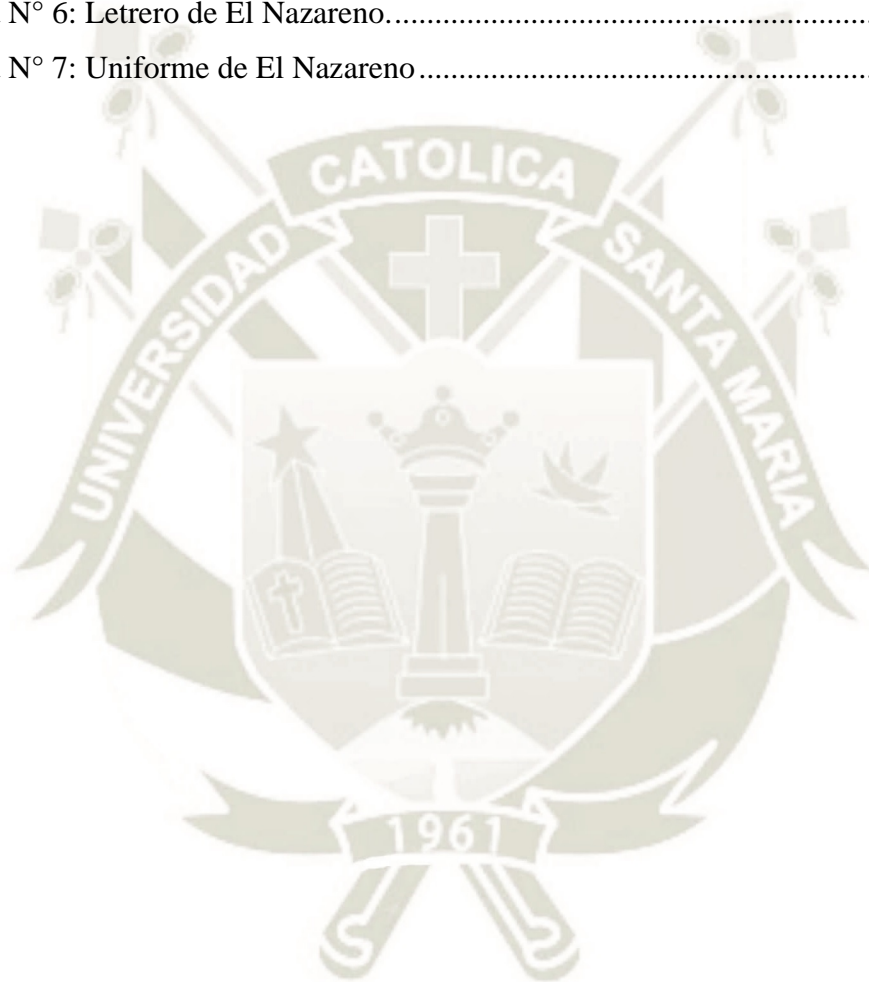 N° 6: Letrero de El Nazareno.......................................................................
N° 7: Uniforme de El Nazareno...................................................................
CATOLICA
UNIVERSIDAD
SANTA MARIA
1961